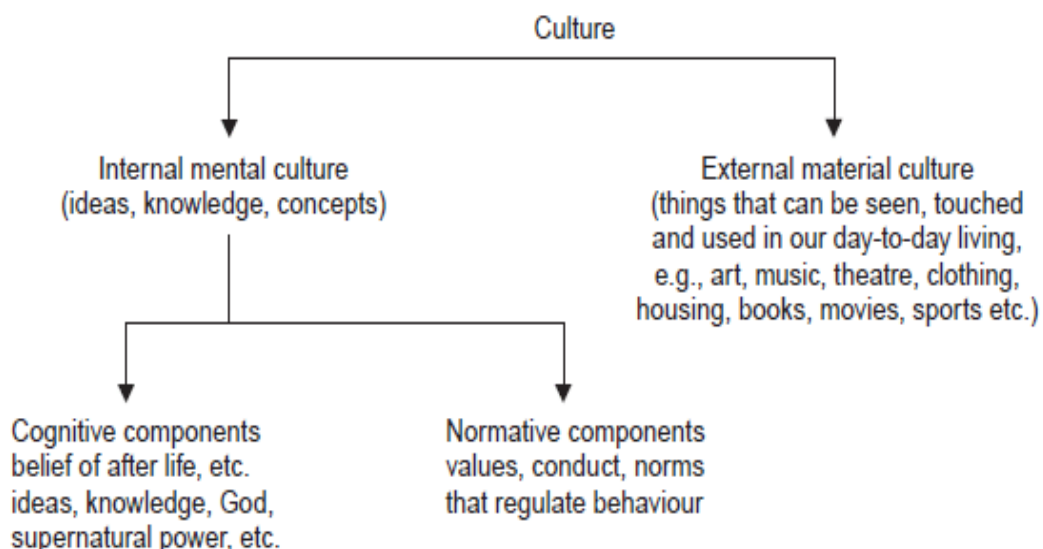 Culture
Internal mental culture
(ideas, knowledge, concepts)
External material culture
(things that can be seen, touched
and used in our day-to-day living,
e.g., art, music, theatre, clothing,
housing, books, movies, sports etc.)
Cognitive components
belief of after life, etc.
ideas, knowledge, God,
supernatural power, etc.
Normative components
values, conduct, norms
that regulate behaviour